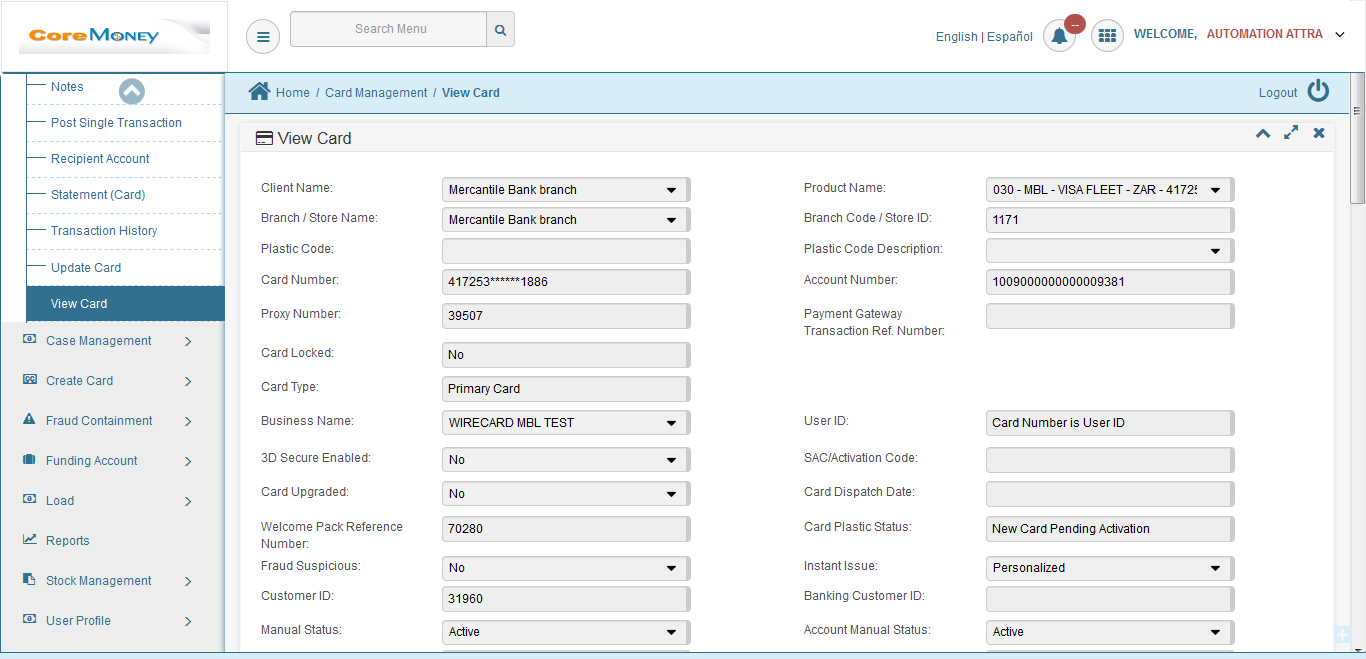 CoreMoney
Search Menu
English | Español
--
WELCOME, AUTOMATION ATTRA
Notes
Post Single Transaction
Recipient Account
Statement (Card)
Transaction History
Update Card
View Card
Case Management
Create Card
Fraud Containment
Funding Account
Load
Reports
Stock Management
User Profile
Home / Card Management / View Card
Logout
View Card
Client Name: Mercantile Bank branch Product Name: 030 - MBL - VISA FLEET - ZAR - 41725
Branch / Store Name: Mercantile Bank branch Branch Code / Store ID: 1171
Plastic Code: Plastic Code Description:
Card Number: 417253******1886 Account Number: 1009000000000009381
Proxy Number: 39507 Payment Gateway
Transaction Ref. Number:
Card Locked: No
Card Type: Primary Card
Business Name: WIRECARD MBL TEST User ID: Card Number is User ID
3D Secure Enabled: No SAC/Activation Code:
Card Upgraded: No Card Dispatch Date:
Welcome Pack Reference
Number: 70280 Card Plastic Status: New Card Pending Activation
Fraud Suspicious: No Instant Issue: Personalized
Customer ID: 31960 Banking Customer ID:
Manual Status: Active Account Manual Status: Active